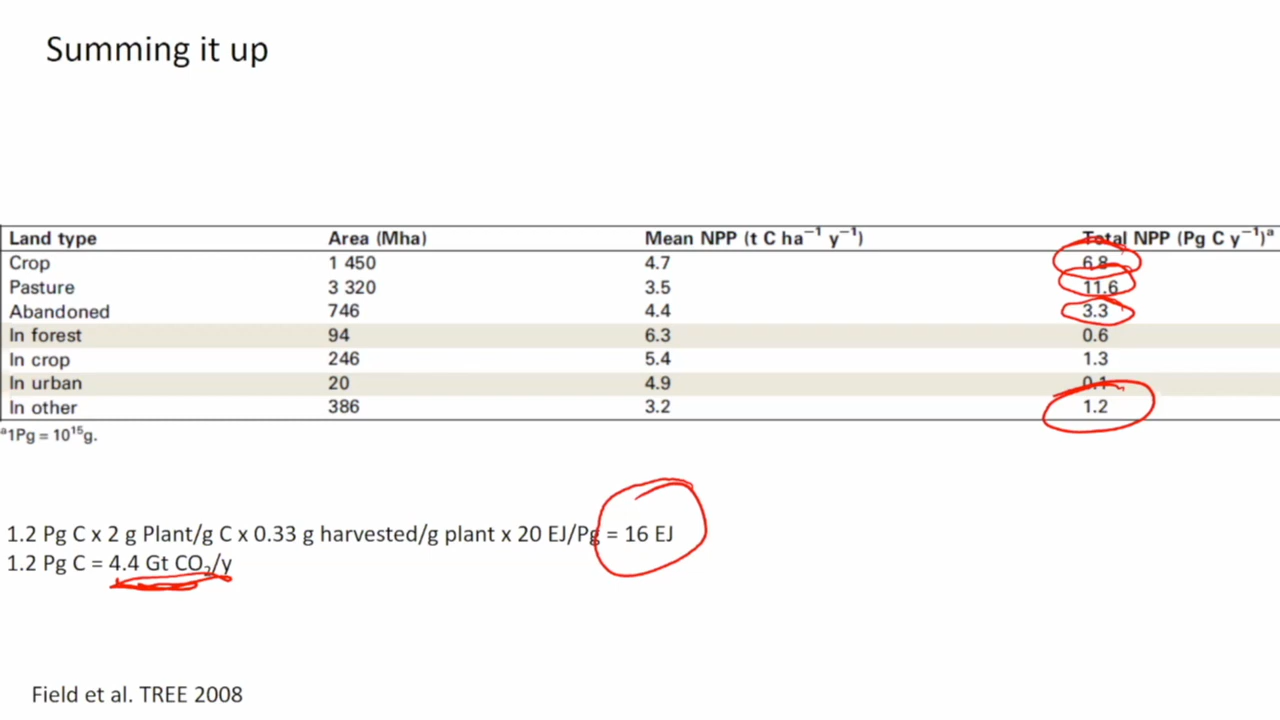 Summing it up
Land type Area (Mha) Mean NPP (t C ha⁻¹ y⁻¹) Total NPP (Pg C y⁻¹)ᵃ
Crop 1 450 4.7 6.8
Pasture 3 320 3.5 11.6
Abandoned 746 4.4 3.3
In forest 94 6.3 0.6
In crop 246 5.4 1.3
In urban 20 4.9 0.1
In other 386 3.2 1.2
ᵃ1Pg = 10¹⁵g.
1.2 Pg C x 2 g Plant/g C x 0.33 g harvested/g plant x 20 EJ/Pg = 16 EJ
1.2 Pg C = 4.4 Gt CO₂/y
Field et al. TREE 2008